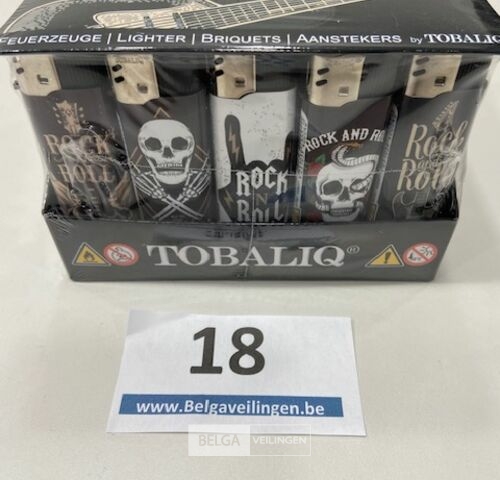 FEUERZEUGE | LIGHTER | BRIQUETS | AANSTEKERS by TOBALIQ
ROCK
ROLL
ROCK
N
ROLL
ROCK AND RO
Rock
and
Roll
TOBALIQ®
18
www.Belgaveilingen.be
BELGA VEILINGEN